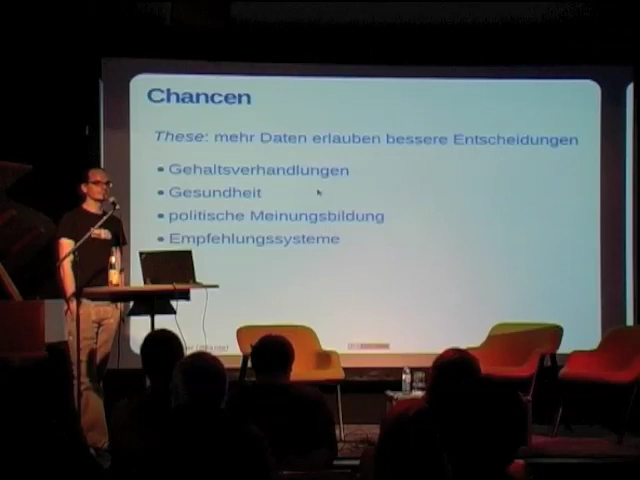 Chancen
These: mehr Daten erlauben bessere Entscheidungen
• Gehaltsverhandlungen
• Gesundheit
• politische Meinungsbildung
• Empfehlungssysteme